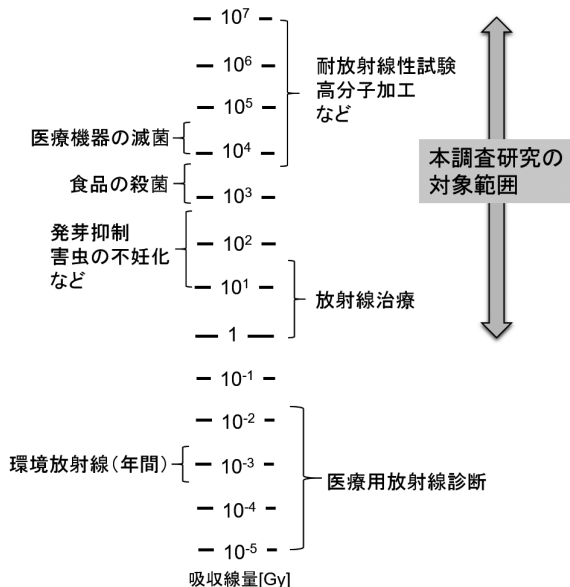 10⁷
10⁶
10⁵
10⁴
10³
10²
10¹
1
10⁻¹
10⁻²
10⁻³
10⁻⁴
10⁻⁵
吸収線量[Gy]
医療機器の滅菌
食品の殺菌
発芽抑制
害虫の不妊化
など
環境放射線(年間)
耐放射線性試験
高分子加工
など
放射線治療
医療用放射線診断
本調査研究の
対象範囲